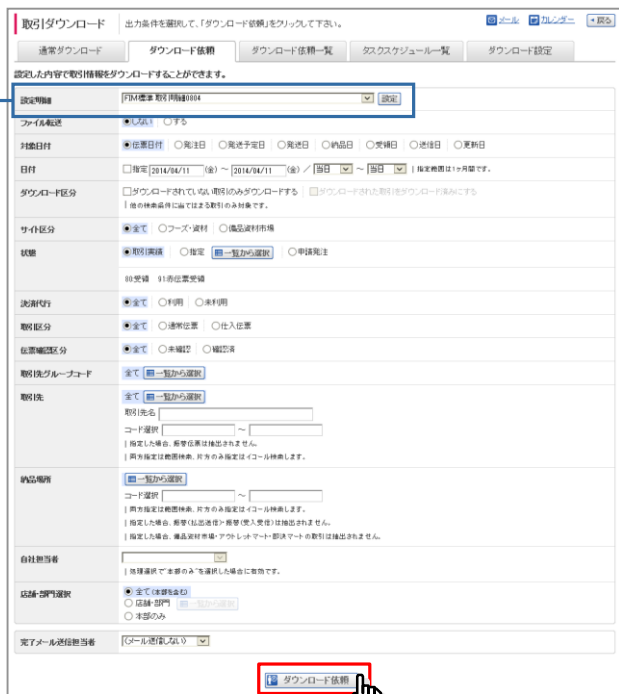 取引ダウンロード 出力条件を選択して、「ダウンロード依頼」をクリックして下さい。 メール カレンダー 戻る
通常ダウンロード ダウンロード依頼 ダウンロード依頼一覧 タスクスケジュール一覧 ダウンロード設定
設定した内容で取引情報をダウンロードすることができます。
設定明細 [FIM標準]取引明細0804 設定
ファイル転送 しない する
対象日付 伝票日付 発注日 発送予定日 発送日 納品日 受領日 送信日 更新日
日付 指定 2014/04/11 (金) ～ 2014/04/11 (金) / 当日 ～ 当日 | 指定範囲は1ヶ月間です。
ダウンロード区分 ダウンロードされていない取引のみダウンロードする ダウンロードされた取引をダウンロード済みにする
| 他の検索条件に当てはまる取引のみ対象です。
サイト区分 全て フーズ・資材 備品資材市場
状態 取引実績 指定 一覧から選択 申請発注
80:受領 91:赤伝票受領
決済代行 全て 利用 未利用
取引区分 全て 通常伝票 仕入伝票
伝票確認区分 全て 未確認 確認済
取引先グループコード 全て 一覧から選択
取引先 全て 一覧から選択
取引先名
コード選択 ～
| 指定した場合、振替伝票は抽出されません。
| 両方指定は範囲検索、片方のみ指定はイコール検索します。
納品場所 一覧から選択
コード選択 ～
| 両方指定は範囲検索、片方のみ指定はイコール検索します。
| 指定した場合、振替(払出送信)・振替(受入受信)は抽出されません。
| 指定した場合、備品資材市場・アウトレットマート・即決マートの取引は抽出されません。
自社担当者
| 処理選択で"本部のみ"を選択した場合に有効です。
店舗・部門選択 全て(本部を含む)
店舗・部門 一覧から選択
本部のみ
完了メール送信担当者 (メール送信しない)
ダウンロード依頼